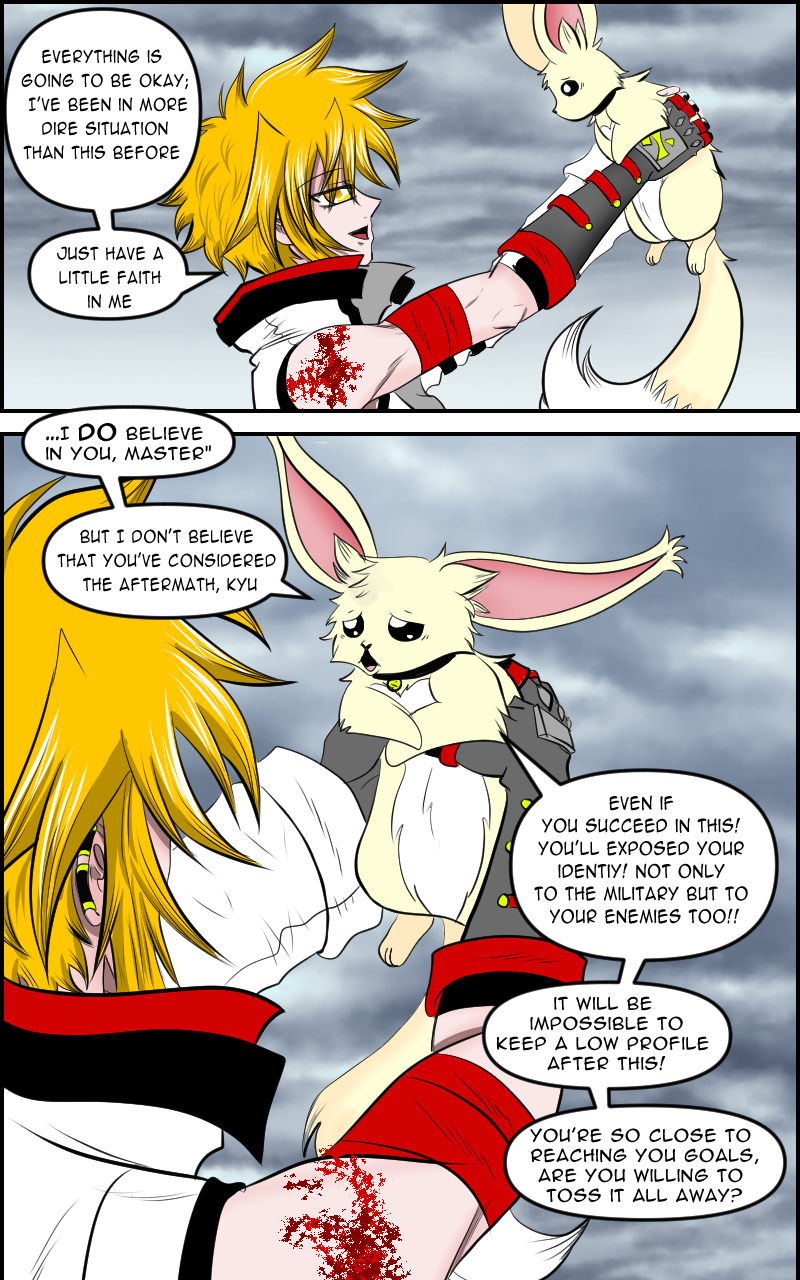 EVERYTHING IS
GOING TO BE OKAY;
I'VE BEEN IN MORE
DIRE SITUATION
THAN THIS BEFORE
JUST HAVE A
LITTLE FAITH
IN ME
...I DO BELIEVE
IN YOU, MASTER"
BUT I DON'T BELIEVE
THAT YOU'VE CONSIDERED
THE AFTERMATH, KYU
EVEN IF
YOU SUCCEED IN THIS!
YOU'LL EXPOSED YOUR
IDENTIY! NOT ONLY
TO THE MILITARY BUT TO
YOUR ENEMIES TOO!!
IT WILL BE
IMPOSSIBLE TO
KEEP A LOW PROFILE
AFTER THIS!
YOU'RE SO CLOSE TO
REACHING YOU GOALS,
ARE YOU WILLING TO
TOSS IT ALL AWAY?